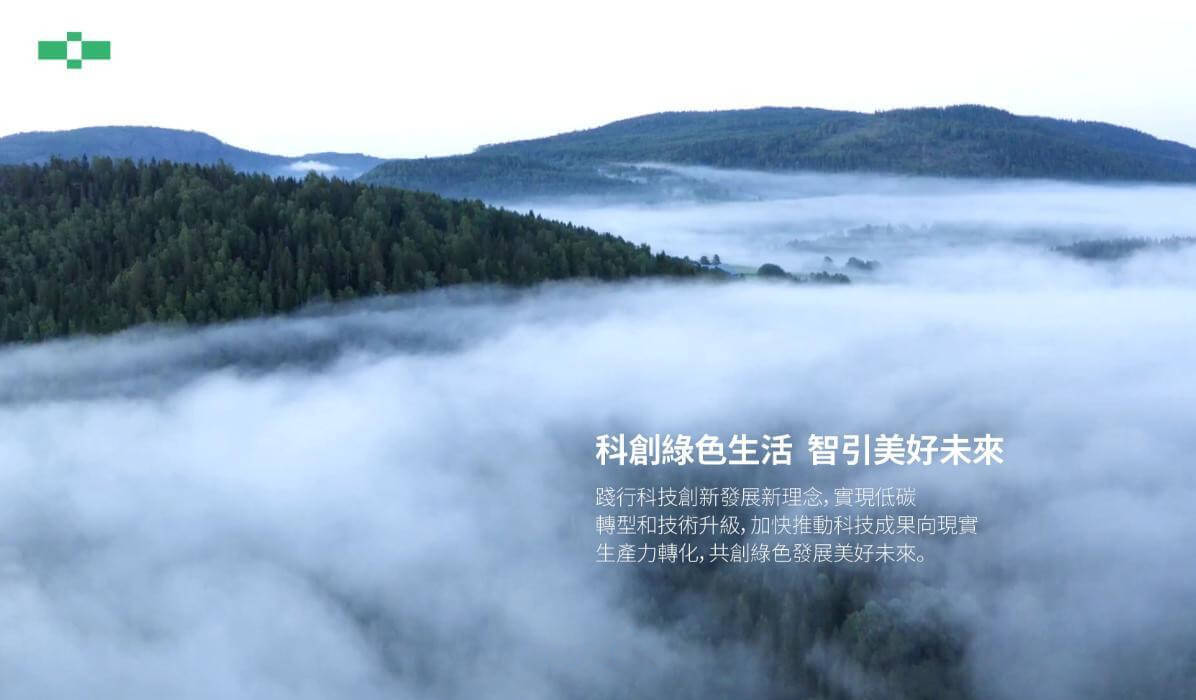 科創綠色生活 智引美好未來
踐行科技創新發展新理念，實現低碳
轉型和技術升級，加快推動科技成果向現實
生產力轉化，共創綠色發展美好未來。